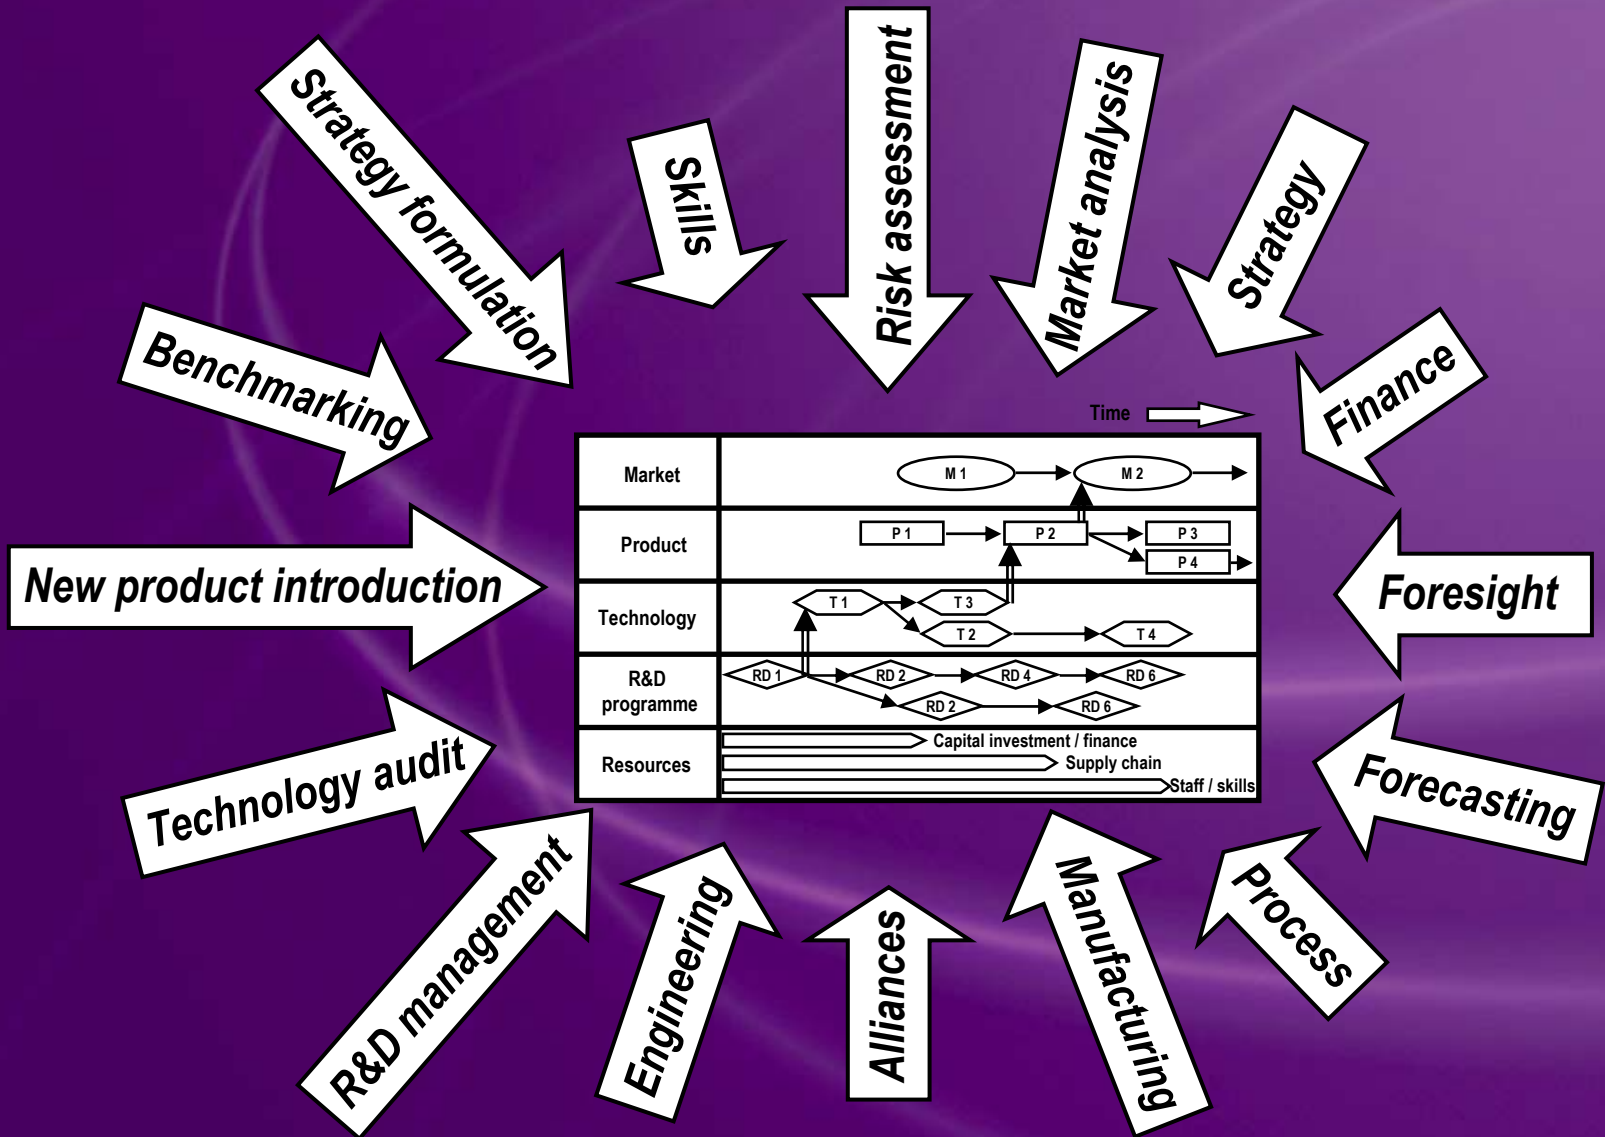 Strategy formulation
Skills
Risk assessment
Market analysis
Strategy
Finance
Benchmarking
New product introduction
Foresight
Technology audit
Forecasting
R&D management
Engineering
Alliances
Manufacturing
Process
Time
Market
M 1
M 2
Product
P 1
P 2
P 3
P 4
Technology
T 1
T 3
T 2
T 4
R&D
programme
RD 1
RD 2
RD 4
RD 6
RD 2
RD 6
Resources
Capital investment / finance
Supply chain
Staff / skills